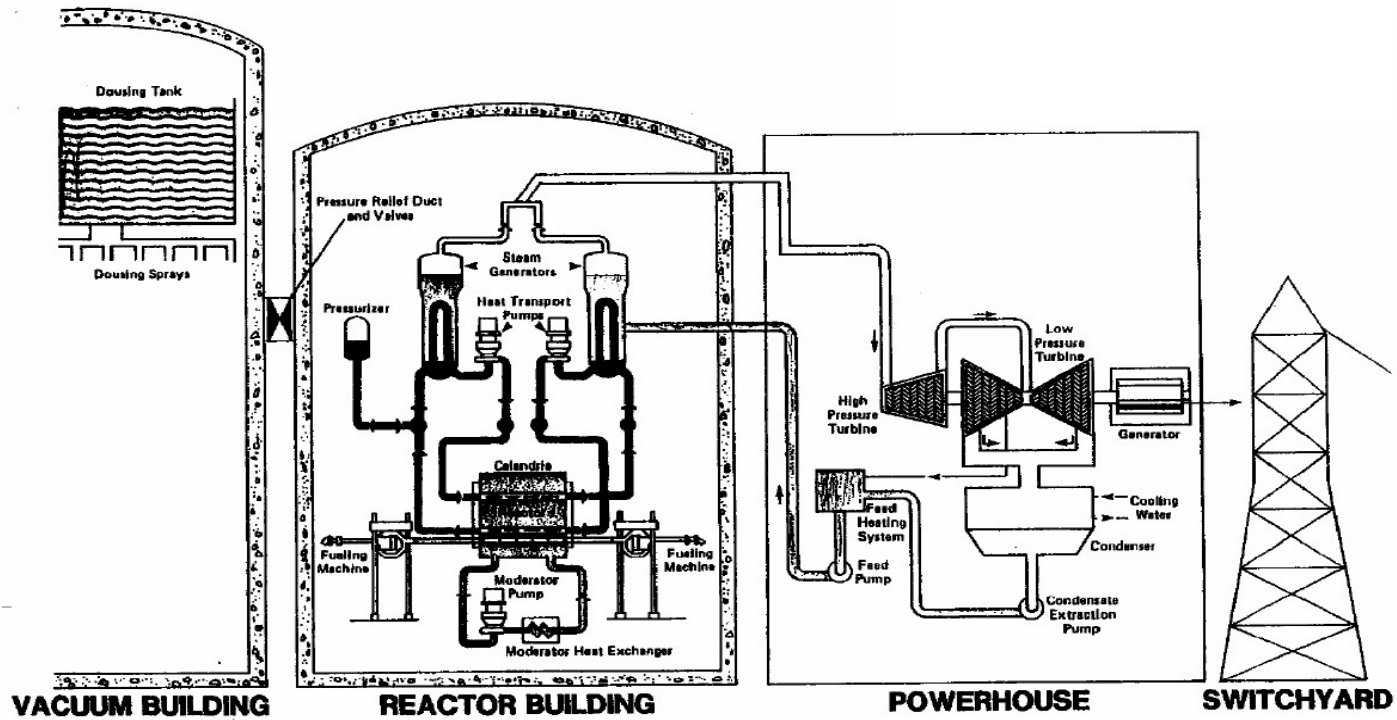 Dousing Tank
Dousing Sprays
Pressure Relief Duct
and Valves
Pressurizer
Steam
Generators
Heat Transport
Pumps
Calandria
Fueling
Machine
Fueling
Machine
Moderator
Pump
Moderator Heat Exchanger
High
Pressure
Turbine
Low
Pressure
Turbine
Generator
Feed
Heating
System
Feed
Pump
Cooling
Water
Condenser
Condensate
Extraction
Pump
VACUUM BUILDING
REACTOR BUILDING
POWERHOUSE
SWITCHYARD